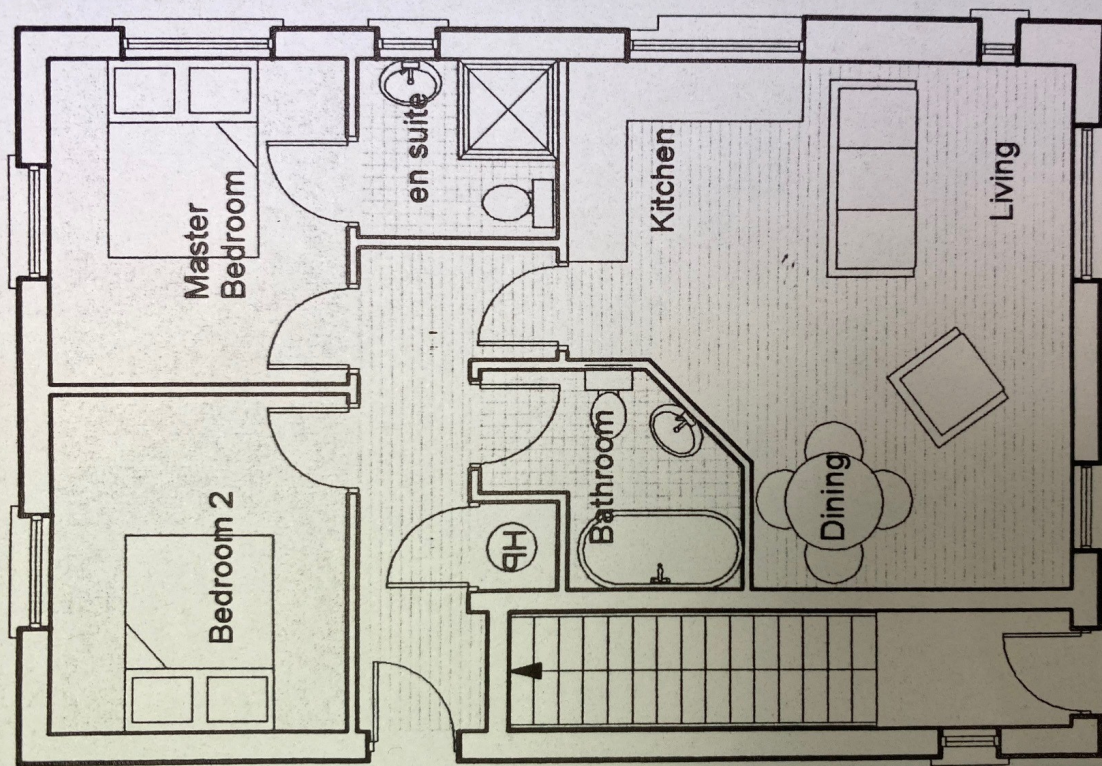 Master
Bedroom
Bedroom 2
en suite
HP
Bathroom
Kitchen
Dining
Living